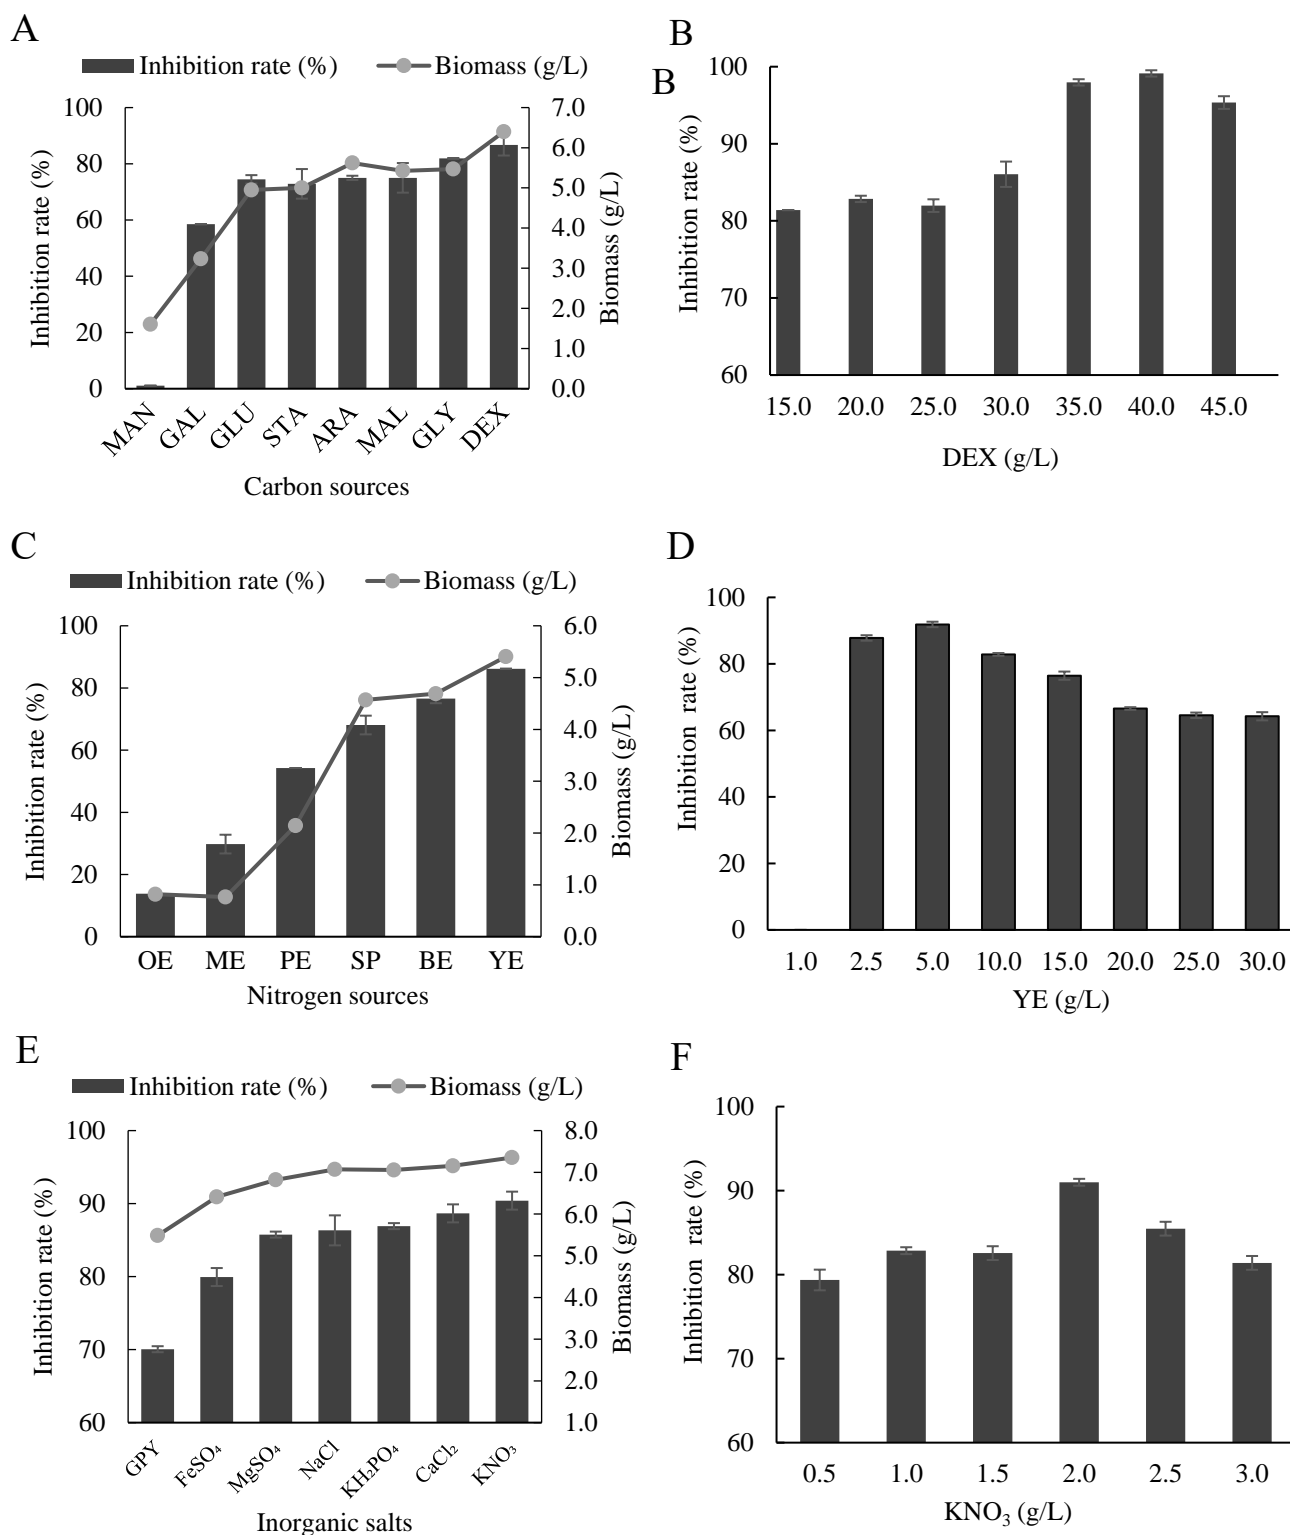 A
Inhibition rate (%)
Biomass (g/L)
100
80
60
40
20
0
Inhibition rate (%)
7.0
6.0
5.0
4.0
3.0
2.0
1.0
0.0
Biomass (g/L)
MAN
GAL
GLU
STA
ARA
MAL
GLY
DEX
Carbon sources
B
B
100
90
80
70
60
Inhibition rate (%)
15.0 20.0 25.0 30.0 35.0 40.0 45.0
DEX (g/L)
C
Inhibition rate (%)
Biomass (g/L)
100
80
60
40
20
0
Inhibition rate (%)
6.0
5.0
4.0
3.0
2.0
1.0
0.0
Biomass (g/L)
OE ME PE SP BE YE
Nitrogen sources
D
100
80
60
40
20
0
Inhibition rate (%)
1.0 2.5 5.0 10.0 15.0 20.0 25.0 30.0
YE (g/L)
E
Inhibition rate (%)
Biomass (g/L)
100
90
80
70
60
Inhibition rate (%)
8.0
7.0
6.0
5.0
4.0
3.0
2.0
1.0
Biomass (g/L)
GPY
FeSO₄
MgSO₄
NaCl
KH₂PO₄
CaCl₂
KNO₃
Inorganic salts
F
100
90
80
70
60
Inhibition rate (%)
0.5 1.0 1.5 2.0 2.5 3.0
KNO₃ (g/L)